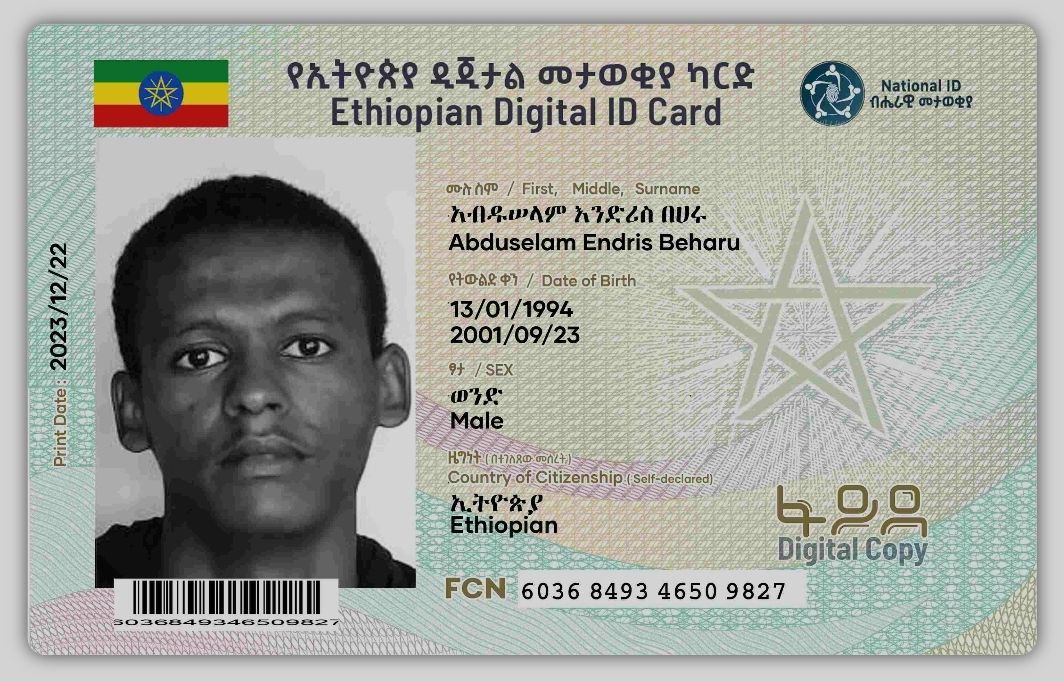 የኢትዮጵያ ዲጂታል መታወቂያ ካርድ
Ethiopian Digital ID Card
National ID
ብሔራዊ መታወቂያ
ሙሉ ስም / First, Middle, Surname
አብዱሠላም እንድሪስ በሀሩ
Abduselam Endris Beharu
የትውልድ ቀን / Date of Birth
13/01/1994
2001/09/23
ፆታ / SEX
ወንድ
Male
ዜግነት (በተገለጸው መሰረት)
Country of Citizenship (Self-declared)
ኢትዮጵያ
Ethiopian
ፋይዳ
Digital Copy
FCN 6036 8493 4650 9827
6036849346509827
Print Date : 2023/12/22